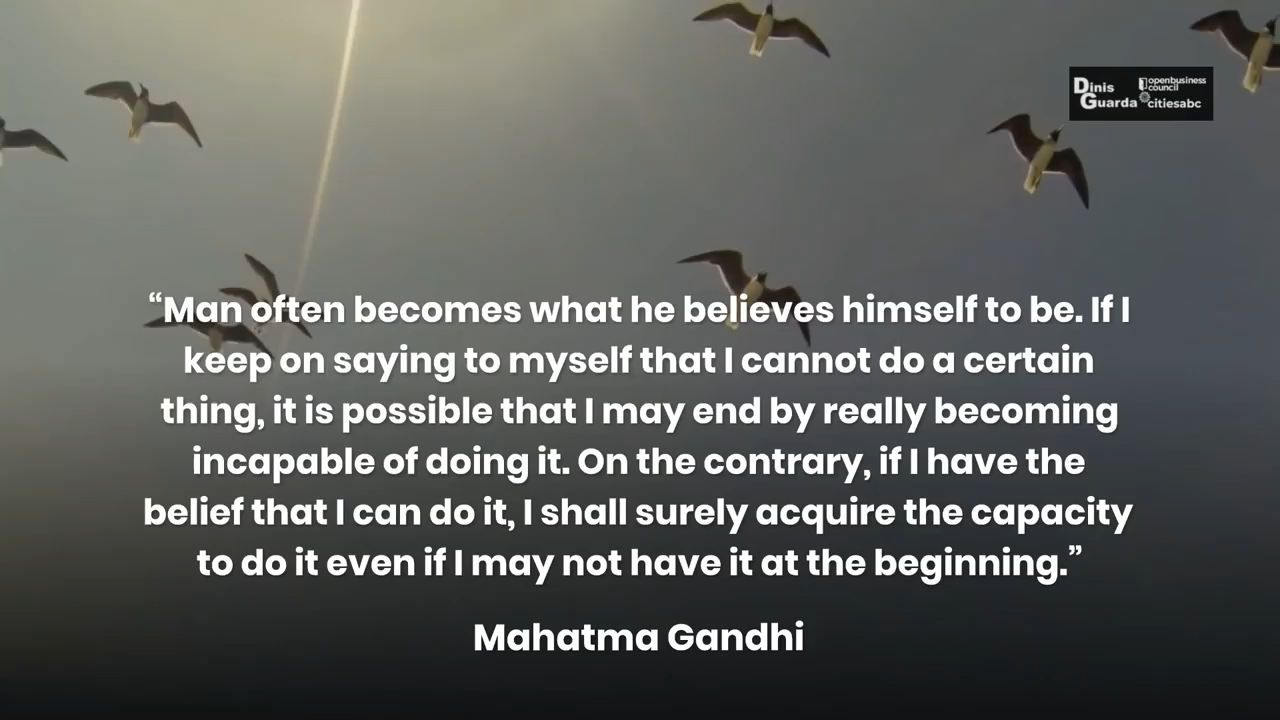 Dinis
Guarda
openbusiness
council
citiesabc
“Man often becomes what he believes himself to be. If I
keep on saying to myself that I cannot do a certain
thing, it is possible that I may end by really becoming
incapable of doing it. On the contrary, if I have the
belief that I can do it, I shall surely acquire the capacity
to do it even if I may not have it at the beginning.”
Mahatma Gandhi